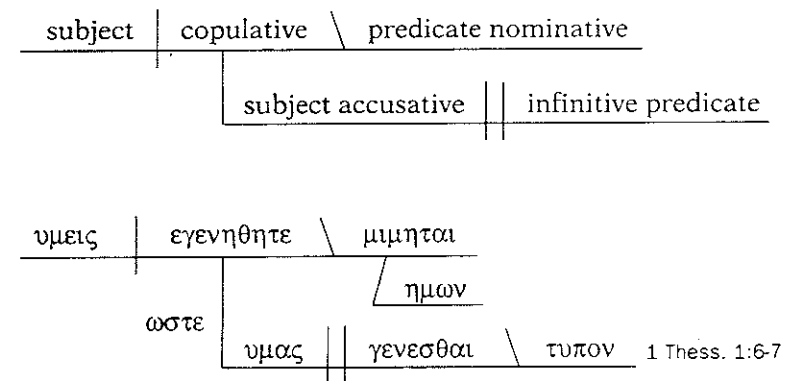 subject copulative predicate nominative
subject accusative infinitive predicate
υμεις εγενηθητε μιμηται
ημων
ωστε
υμας γενεσθαι τυπον 1 Thess. 1:6-7